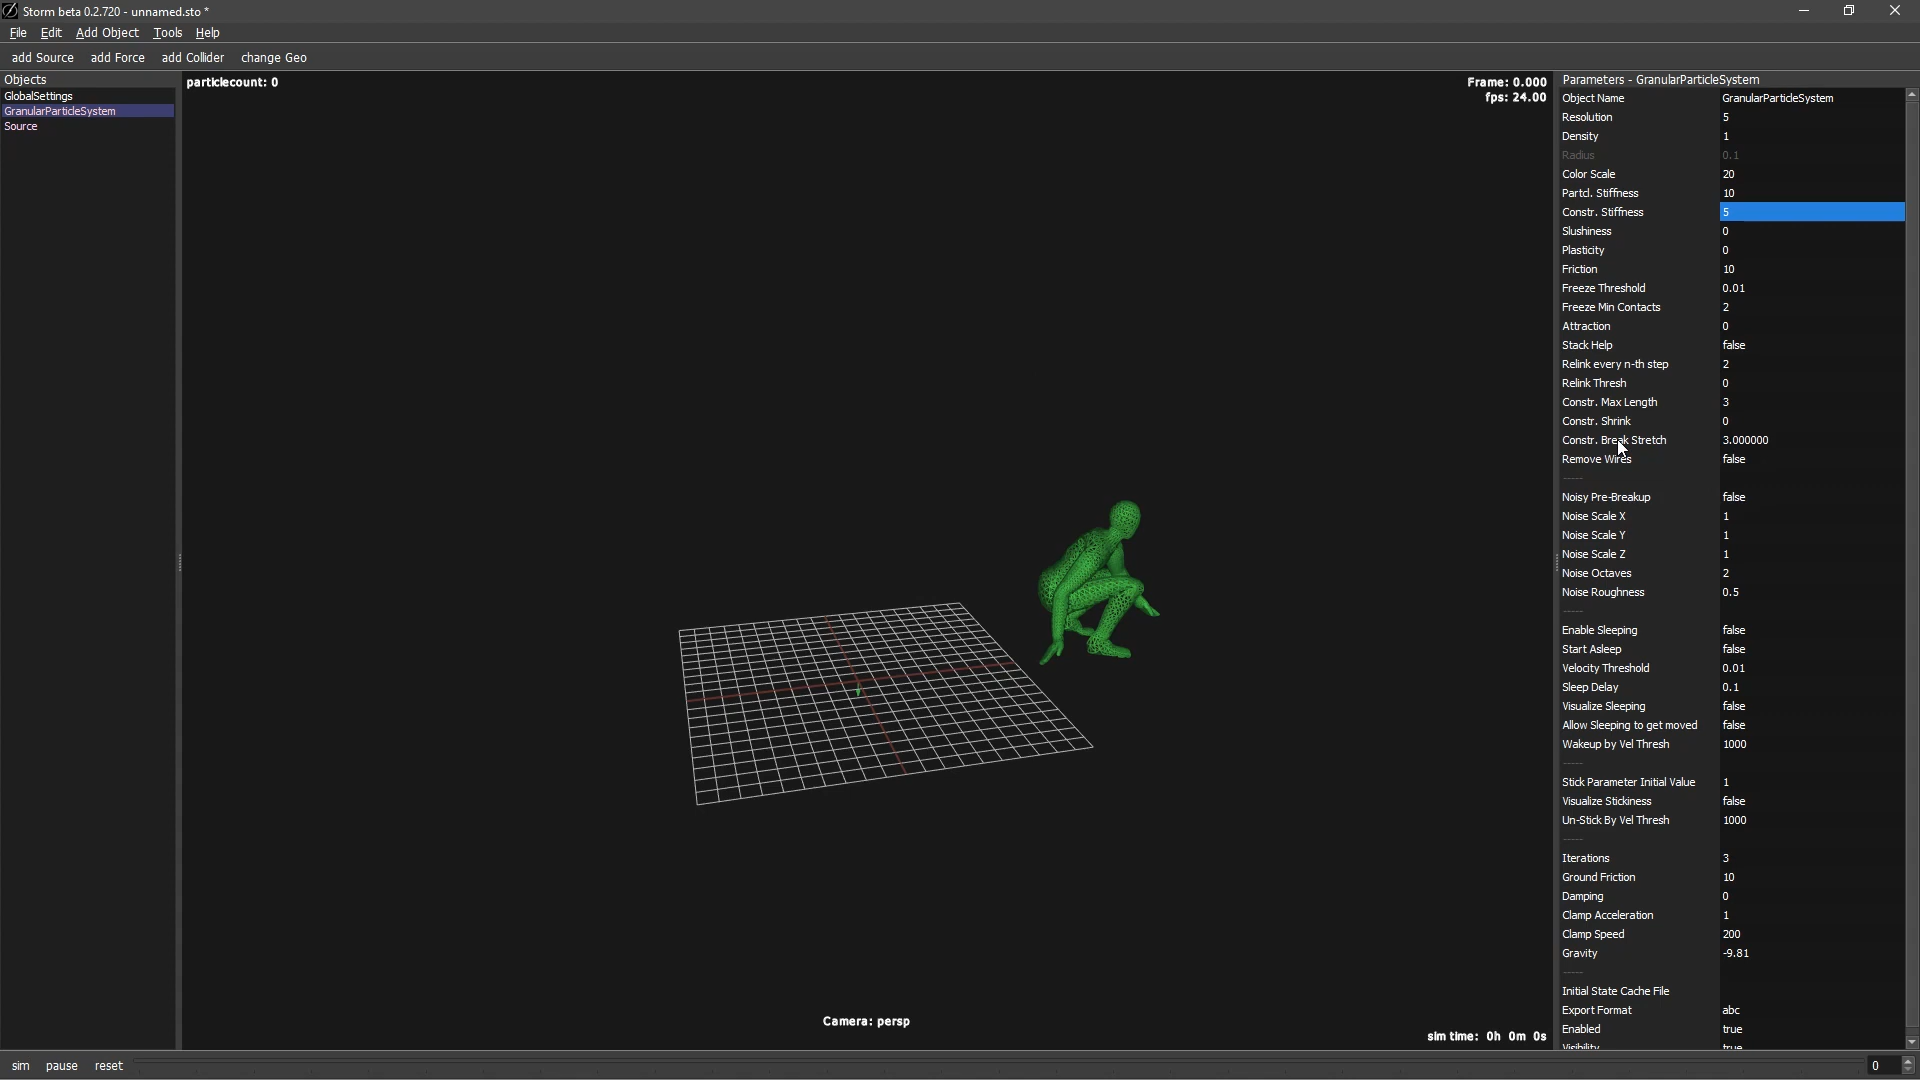 Storm beta 0.2.720 - unnamed.sto *
File Edit Add Object Tools Help
add Source add Force add Collider change Geo
Objects
GlobalSettings
GranularParticleSystem
Source
particlecount: 0
Frame: 0.000
fps: 24.00
Camera: persp
sim time: 0h 0m 0s
Parameters - GranularParticleSystem
Object Name GranularParticleSystem
Resolution 5
Density 1
Radius 0.1
Color Scale 20
Partcl. Stiffness 10
Constr. Stiffness 5
Slushiness 0
Plasticity 0
Friction 10
Freeze Threshold 0.01
Freeze Min Contacts 2
Attraction 0
Stack Help false
Relink every n-th step 2
Relink Thresh 0
Constr. Max Length 3
Constr. Shrink 0
Constr. Break Stretch 3.000000
Remove Wires false
-----
Noisy Pre-Breakup false
Noise Scale X 1
Noise Scale Y 1
Noise Scale Z 1
Noise Octaves 2
Noise Roughness 0.5
-----
Enable Sleeping false
Start Asleep false
Velocity Threshold 0.01
Sleep Delay 0.1
Visualize Sleeping false
Allow Sleeping to get moved false
Wakeup by Vel Thresh 1000
-----
Stick Parameter Initial Value 1
Visualize Stickiness false
Un-Stick By Vel Thresh 1000
-----
Iterations 3
Ground Friction 10
Damping 0
Clamp Acceleration 1
Clamp Speed 200
Gravity -9.81
-----
Initial State Cache File
Export Format abc
Enabled true
Visibility true
sim pause reset 0